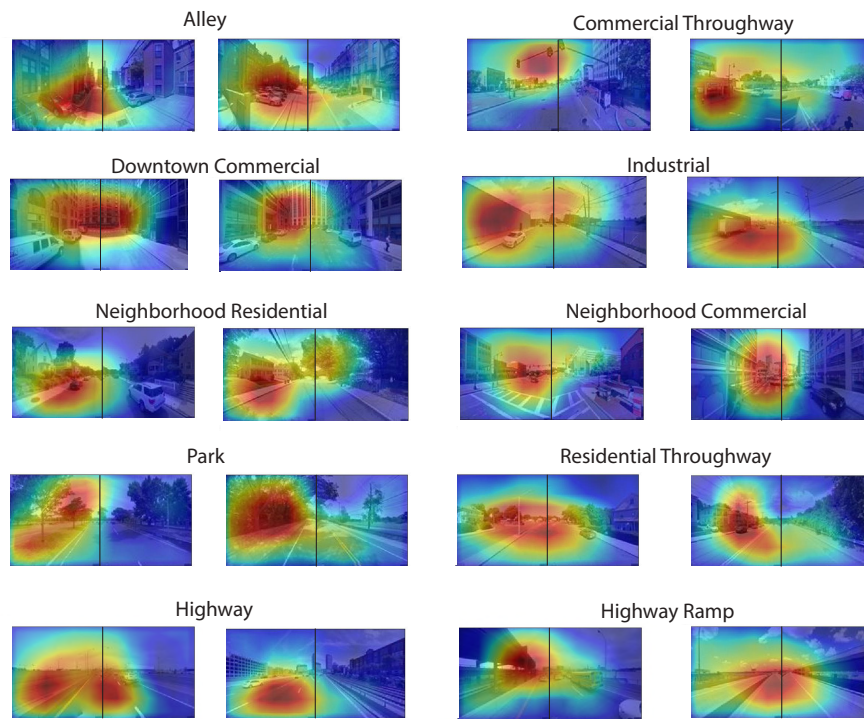 Alley
Commercial Throughway
Downtown Commercial
Industrial
Neighborhood Residential
Neighborhood Commercial
Park
Residential Throughway
Highway
Highway Ramp